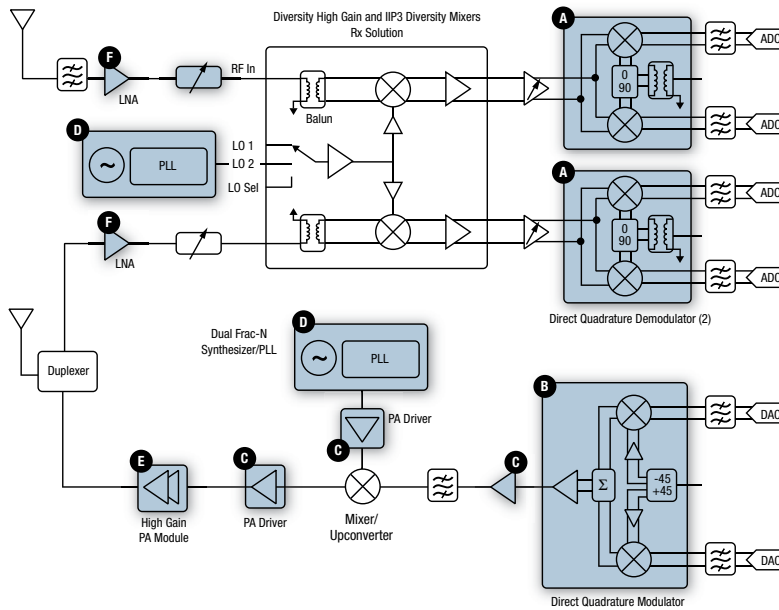 Diversity High Gain and IIP3 Diversity Mixers
Rx Solution
A
ADC
F
RF In
LNA
Balun
0
90
D
PLL
LO 1
LO 2
LO Sel
ADC
A
ADC
F
LNA
0
90
ADC
Direct Quadrature Demodulator (2)
D
Dual Frac-N
Synthesizer/PLL
PLL
Duplexer
B
DAC
PA Driver
C
E
C
C
Σ
-45
+45
High Gain
PA Module
PA Driver
Mixer/
Upconverter
DAC
Direct Quadrature Modulator